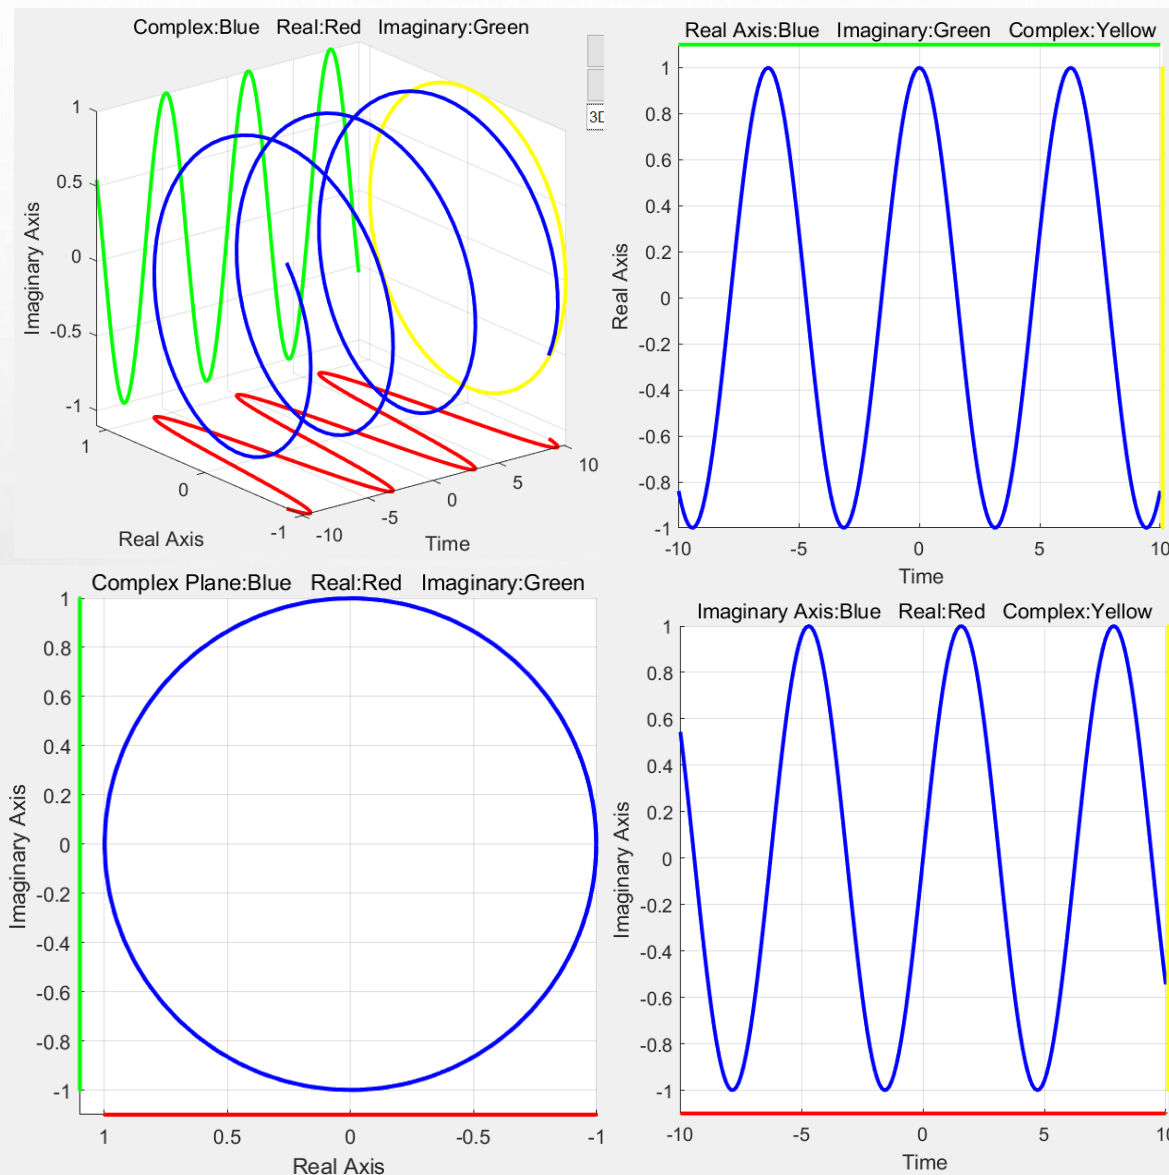 Complex:Blue Real:Red Imaginary:Green
1
0.5
0
-0.5
-1
Imaginary Axis
1
0
-1
Real Axis
-10
-5
0
5
10
Time
3D
Real Axis:Blue Imaginary:Green Complex:Yellow
1
0.8
0.6
0.4
0.2
0
-0.2
-0.4
-0.6
-0.8
-1
Real Axis
-10 -5 0 5 10
Time
Complex Plane:Blue Real:Red Imaginary:Green
1
0.8
0.6
0.4
0.2
0
-0.2
-0.4
-0.6
-0.8
-1
Imaginary Axis
1 0.5 0 -0.5 -1
Real Axis
Imaginary Axis:Blue Real:Red Complex:Yellow
1
0.8
0.6
0.4
0.2
0
-0.2
-0.4
-0.6
-0.8
-1
Imaginary Axis
-10 -5 0 5 10
Time